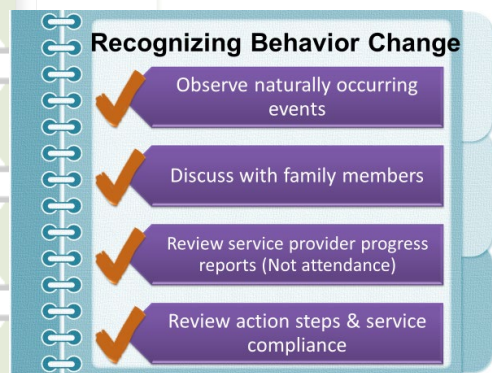 Recognizing Behavior Change
Observe naturally occurring
events
Discuss with family members
Review service provider progress
reports (Not attendance)
Review action steps & service
compliance